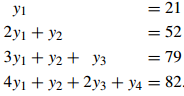 y₁ = 21
2y₁ + y₂ = 52
3y₁ + y₂ + y₃ = 79
4y₁ + y₂ + 2y₃ + y₄ = 82.